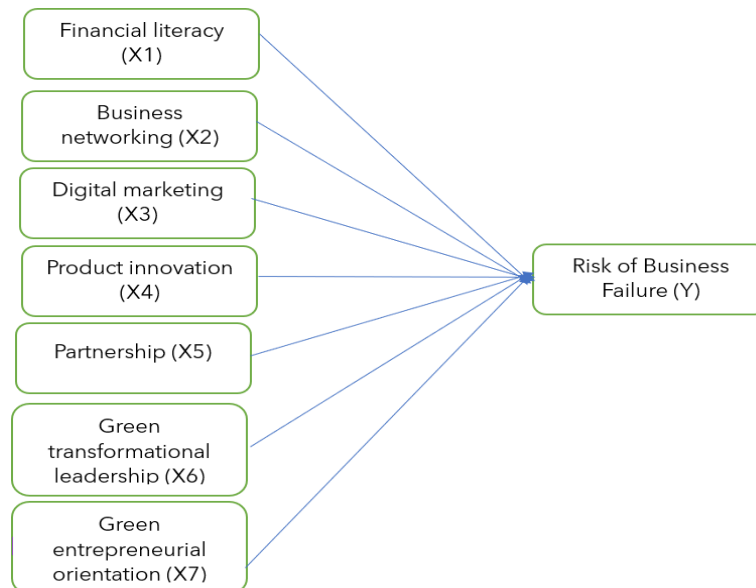 Financial literacy
(X1)
Business
networking (X2)
Digital marketing
(X3)
Product innovation
(X4)
Partnership (X5)
Green
transformational
leadership (X6)
Green
entrepreneurial
orientation (X7)
Risk of Business
Failure (Y)